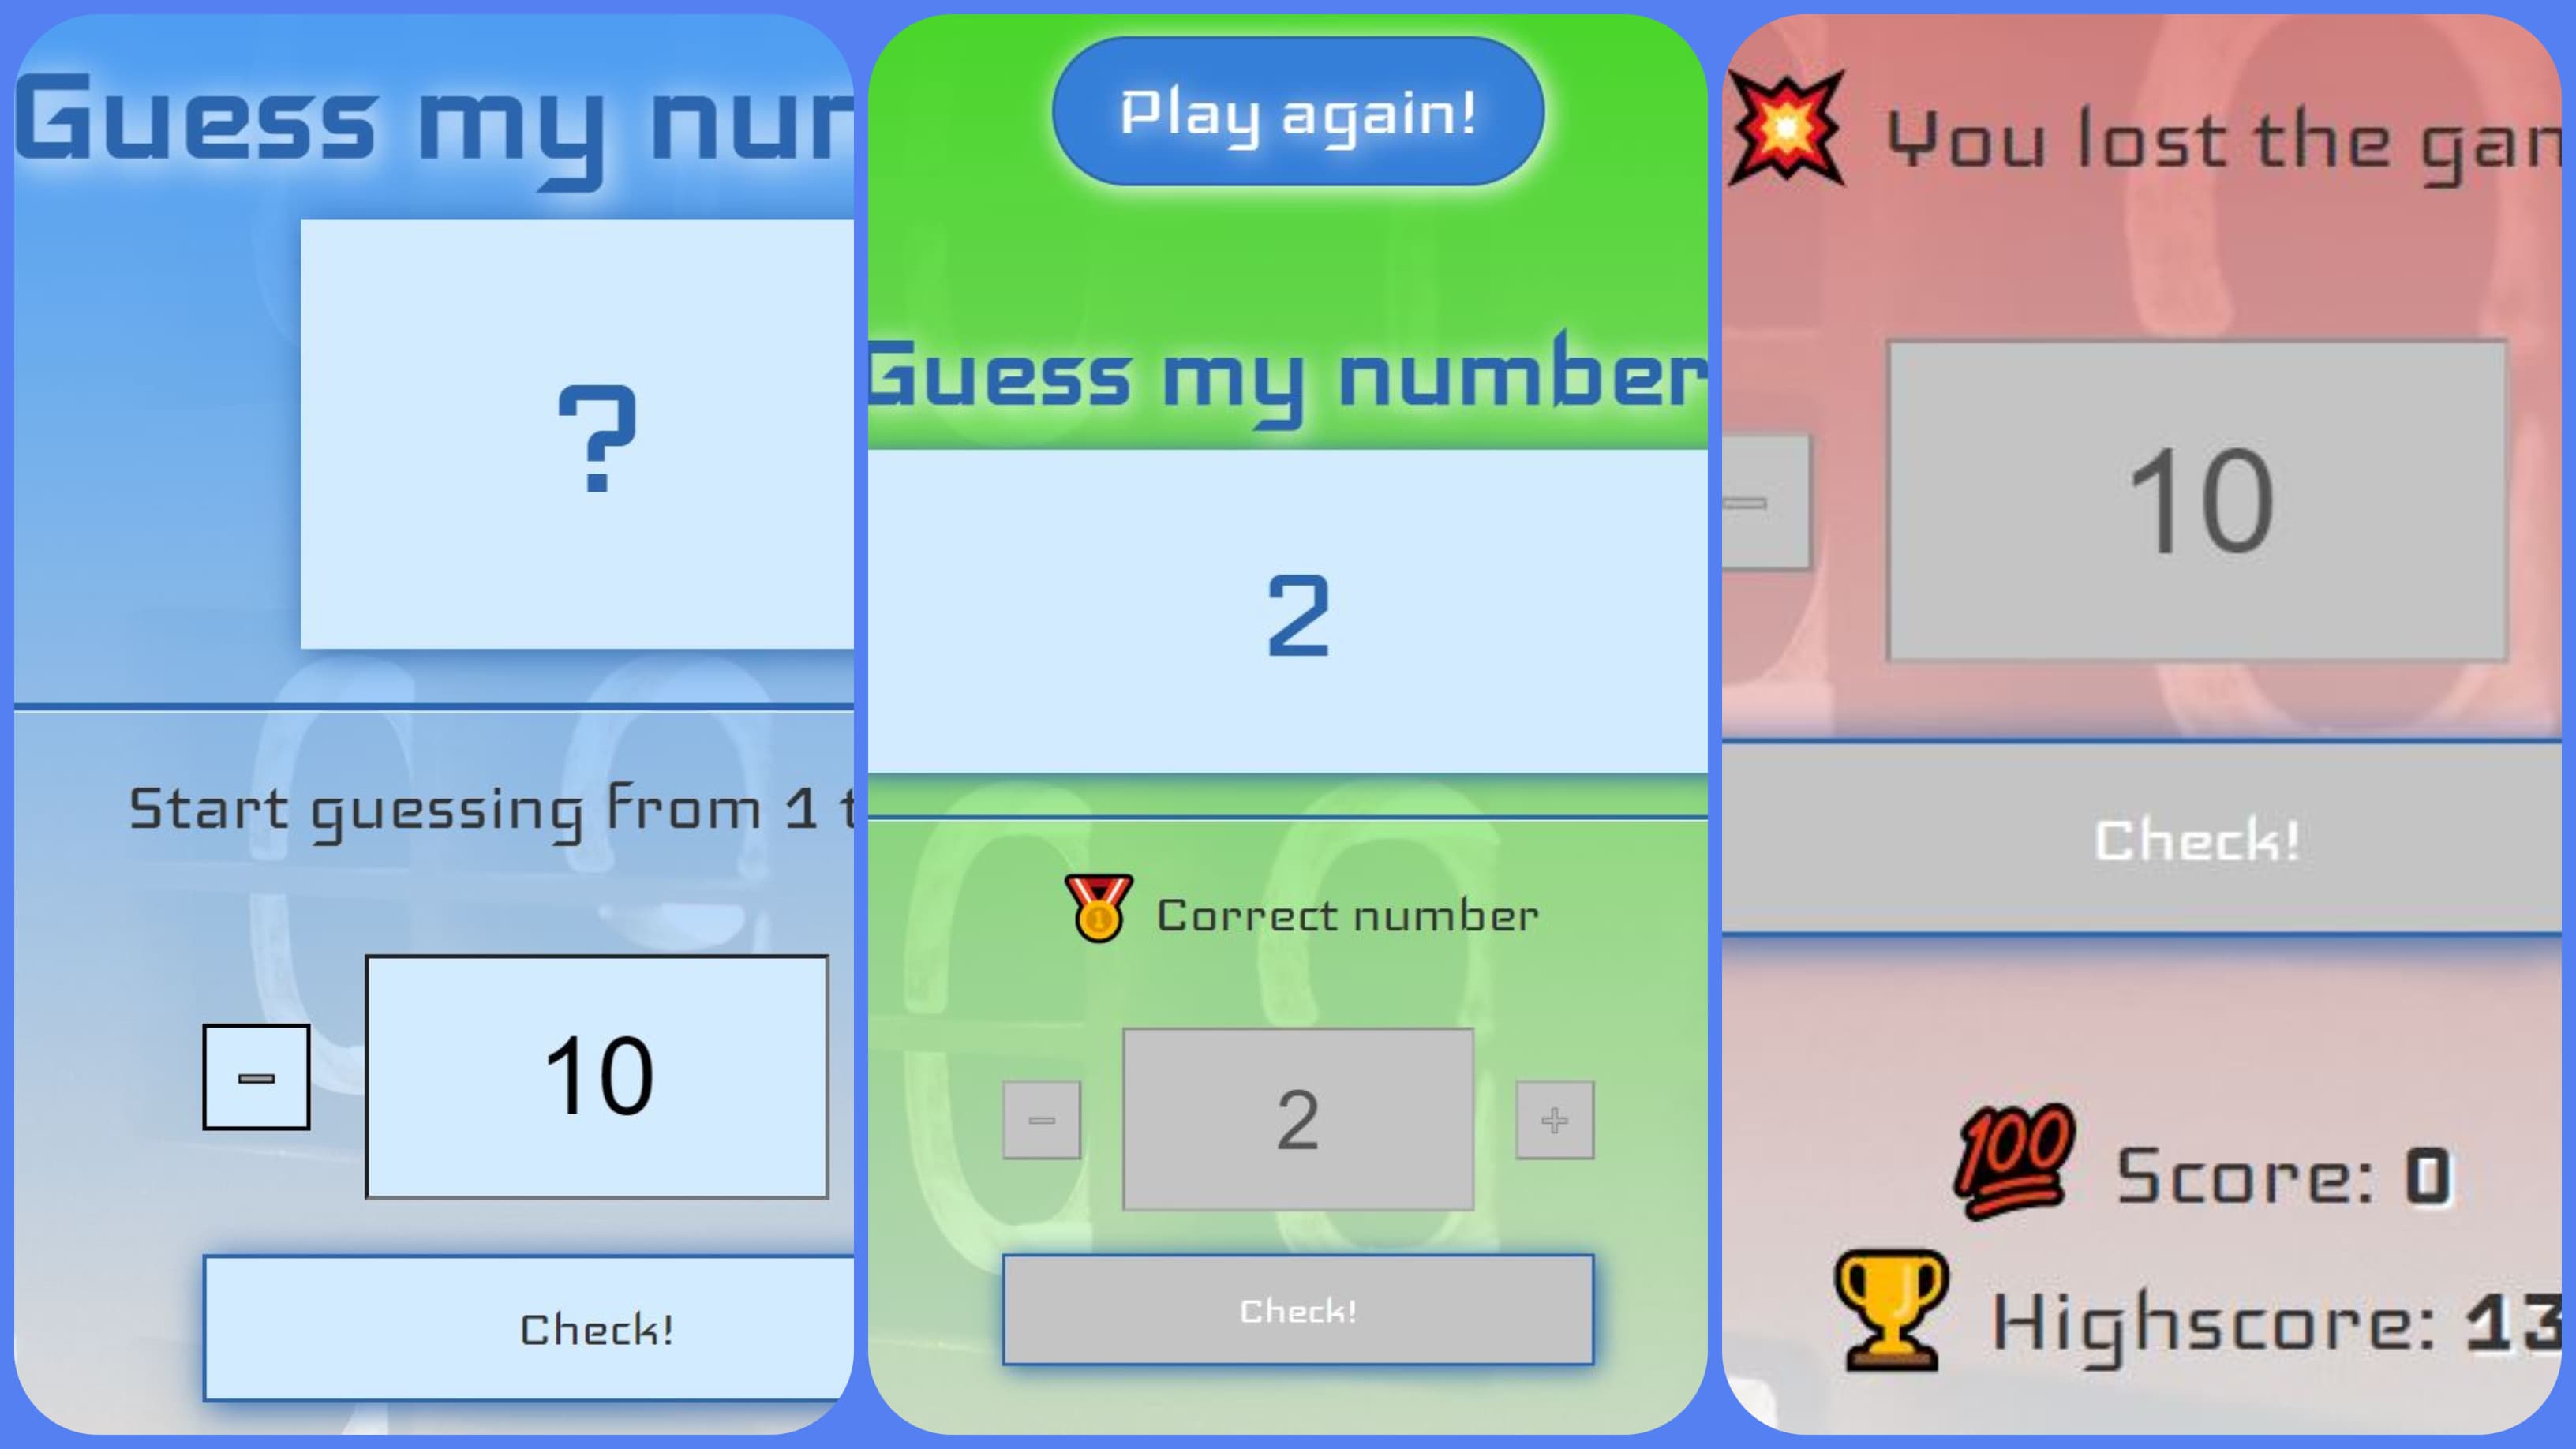 Guess my nur
?
Start guessing from 1 t
-
10
Check!
Play again!
Guess my number
2
Correct number
-
2
+
Check!
You lost the gan
-
10
Check!
100 Score: 0
Highscore: 13